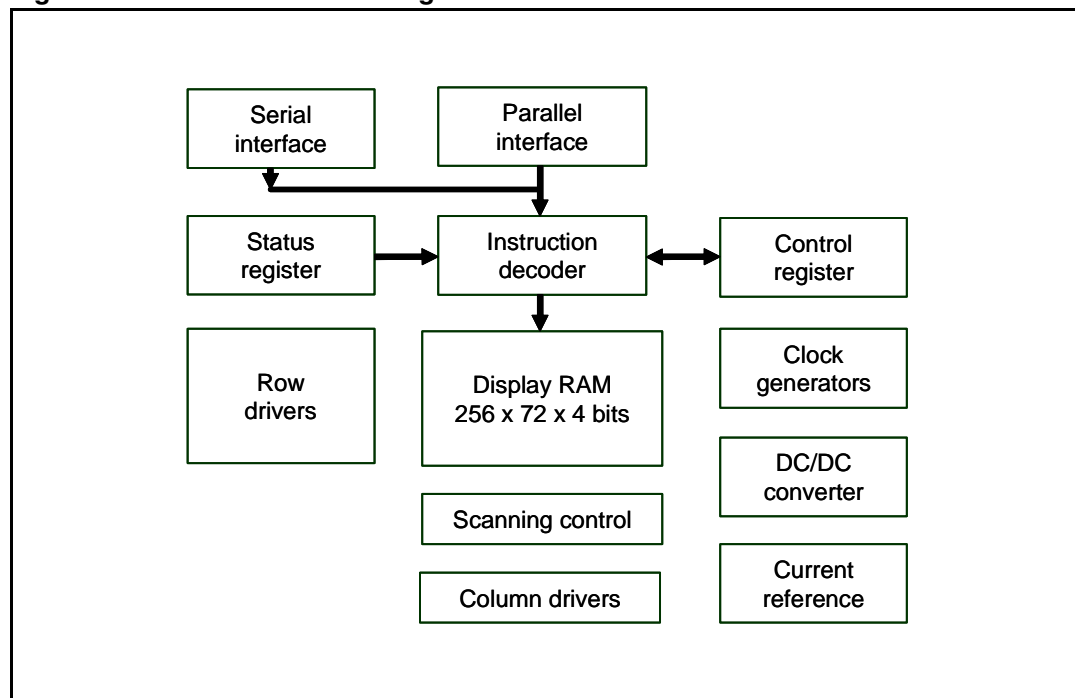 Serial
interface
Parallel
interface
Status
register
Instruction
decoder
Control
register
Row
drivers
Display RAM
256 x 72 x 4 bits
Clock
generators
DC/DC
converter
Scanning control
Column drivers
Current
reference